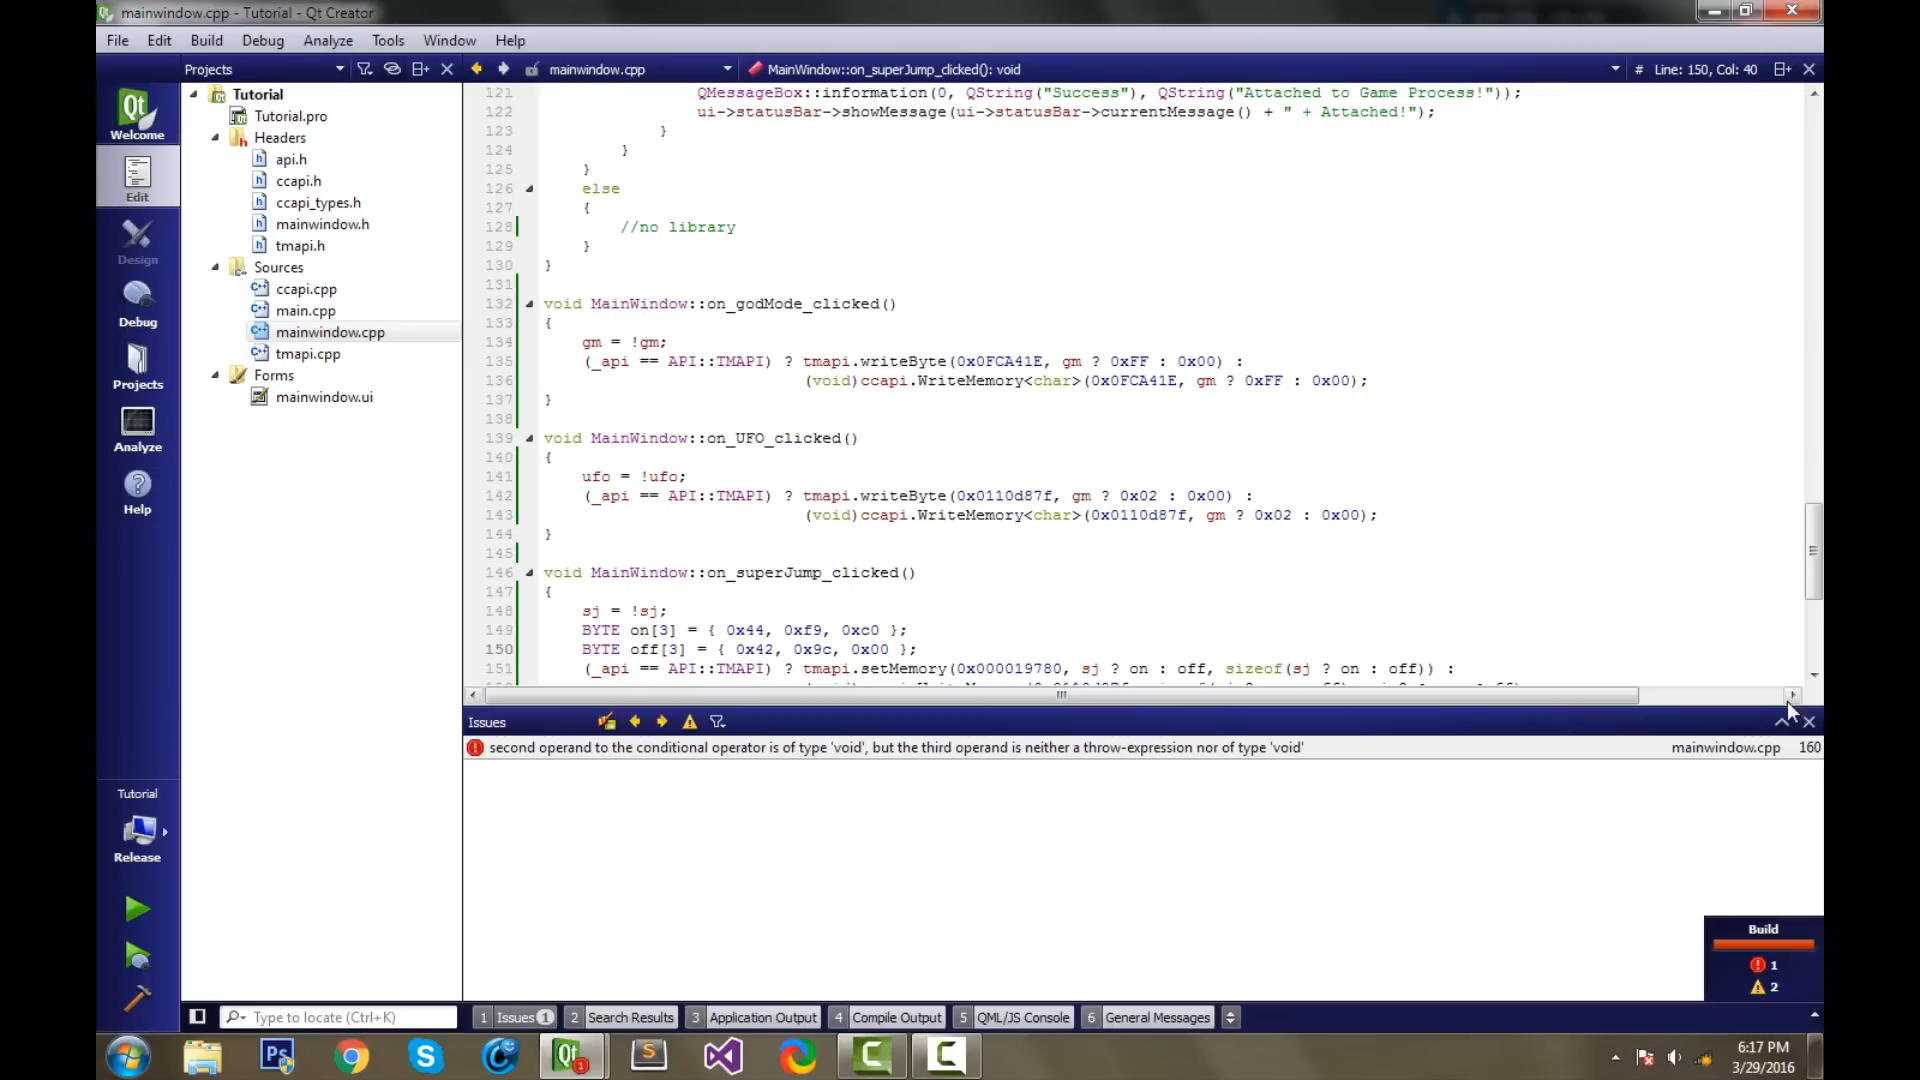 mainwindow.cpp - Tutorial - Qt Creator
File Edit Build Debug Analyze Tools Window Help
Projects mainwindow.cpp MainWindow::on_superJump_clicked(): void # Line: 150, Col: 40
Welcome
Edit
Design
Debug
Projects
Analyze
Help
Tutorial
Tutorial.pro
Headers
api.h
ccapi.h
ccapi_types.h
mainwindow.h
tmapi.h
Sources
ccapi.cpp
main.cpp
mainwindow.cpp
tmapi.cpp
Forms
mainwindow.ui
121 QMessageBox::information(0, QString("Success"), QString("Attached to Game Process!"));
122 ui->statusBar->showMessage(ui->statusBar->currentMessage() + " + Attached!");
123 }
124 }
125 }
126 else
127 {
128 //no library
129 }
130 }
131
132 void MainWindow::on_godMode_clicked()
133 {
134 gm = !gm;
135 (_api == API::TMAPI) ? tmapi.writeByte(0x0FCA41E, gm ? 0xFF : 0x00) :
136 (void)ccapi.WriteMemory<char>(0x0FCA41E, gm ? 0xFF : 0x00);
137 }
138
139 void MainWindow::on_UFO_clicked()
140 {
141 ufo = !ufo;
142 (_api == API::TMAPI) ? tmapi.writeByte(0x0110d87f, gm ? 0x02 : 0x00) :
143 (void)ccapi.WriteMemory<char>(0x0110d87f, gm ? 0x02 : 0x00);
144 }
145
146 void MainWindow::on_superJump_clicked()
147 {
148 sj = !sj;
149 BYTE on[3] = { 0x44, 0xf9, 0xc0 };
150 BYTE off[3] = { 0x42, 0x9c, 0x00 };
151 (_api == API::TMAPI) ? tmapi.setMemory(0x000019780, sj ? on : off, sizeof(sj ? on : off)) :
Issues
second operand to the conditional operator is of type 'void', but the third operand is neither a throw-expression nor of type 'void' mainwindow.cpp 160
Tutorial
Release
Build
1
2
Type to locate (Ctrl+K) 1 Issues 1 2 Search Results 3 Application Output 4 Compile Output 5 QML/JS Console 6 General Messages
Ps
Qt 1
6:17 PM
3/29/2016